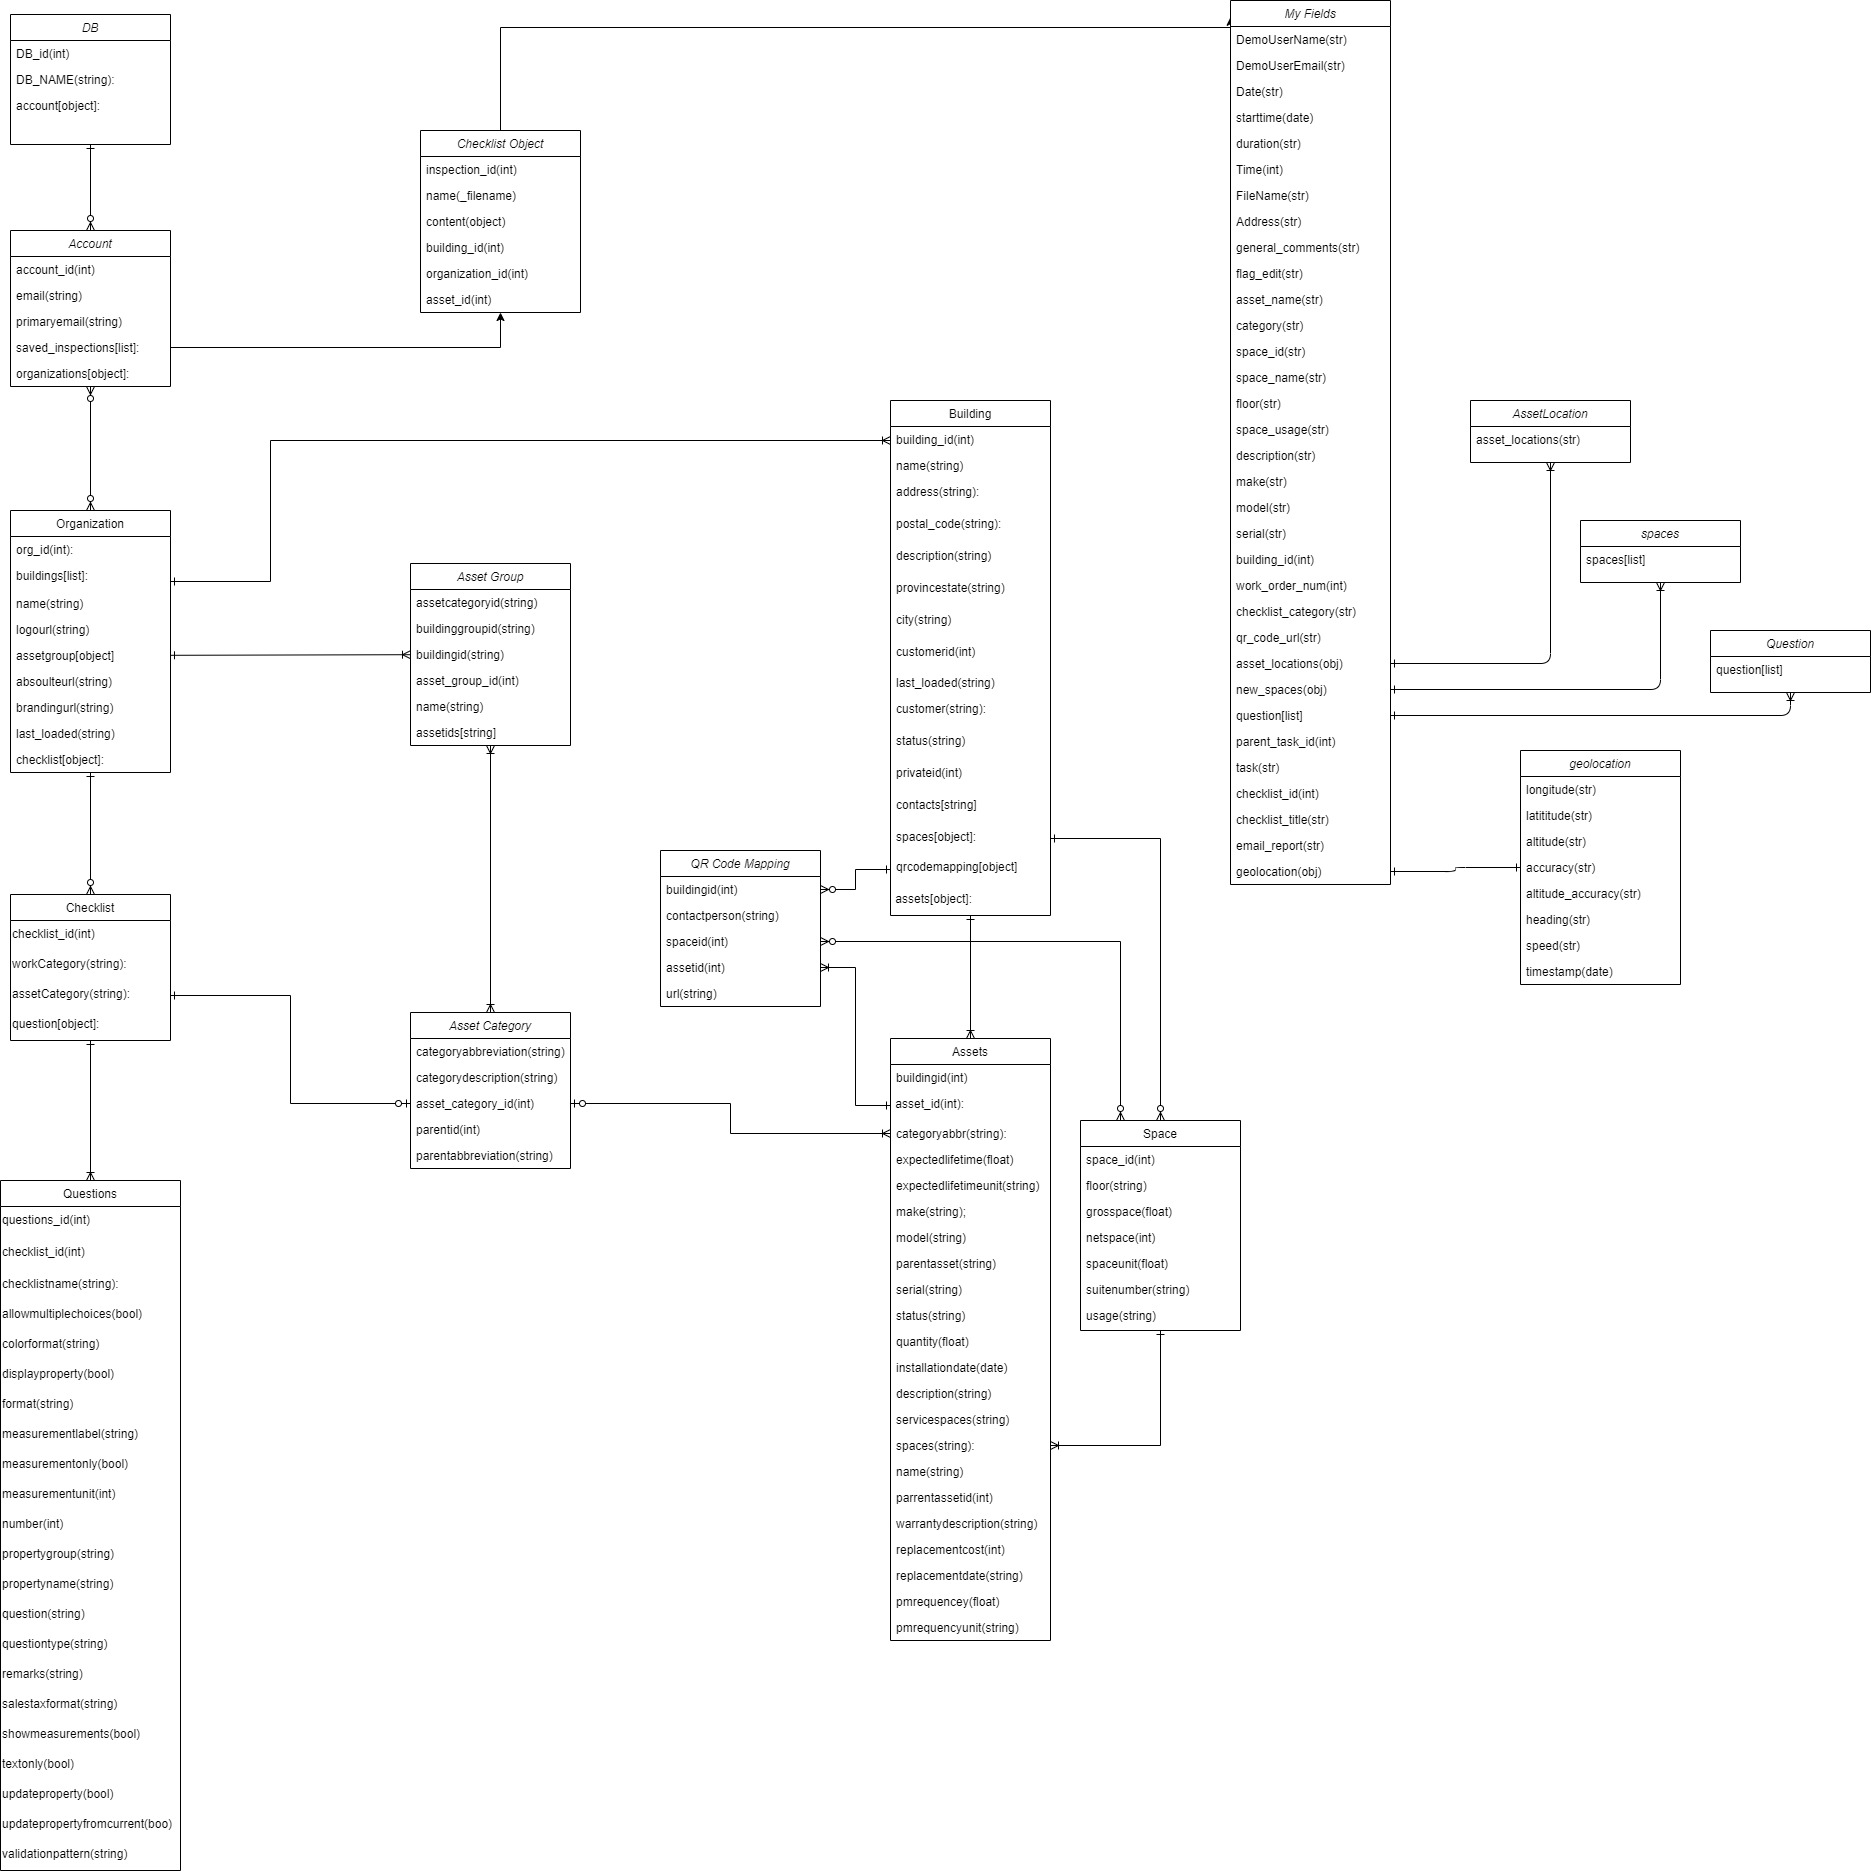 DB
DB_id(int)
DB_NAME(string):
account[object]:
Account
account_id(int)
email(string)
primaryemail(string)
saved_inspections[list]:
organizations[object]:
Organization
org_id(int):
buildings[list]:
name(string)
logourl(string)
assetgroup[object]
absoulteurl(string)
brandingurl(string)
last_loaded(string)
checklist[object]:
Checklist
checklist_id(int)
workCategory(string):
assetCategory(string):
question[object]:
Questions
questions_id(int)
checklist_id(int)
checklistname(string):
allowmultiplechoices(bool)
colorformat(string)
displayproperty(bool)
format(string)
measurementlabel(string)
measurementonly(bool)
measurementunit(int)
number(int)
propertygroup(string)
propertyname(string)
question(string)
questiontype(string)
remarks(string)
salestaxformat(string)
showmeasurements(bool)
textonly(bool)
updateproperty(bool)
updatepropertyfromcurrent(boo)
validationpattern(string)
Checklist Object
inspection_id(int)
name(_filename)
content(object)
building_id(int)
organization_id(int)
asset_id(int)
Asset Group
assetcategoryid(string)
buildinggroupid(string)
buildingid(string)
asset_group_id(int)
name(string)
assetids[string]
Asset Category
categoryabbreviation(string)
categorydescription(string)
asset_category_id(int)
parentid(int)
parentabbreviation(string)
QR Code Mapping
buildingid(int)
contactperson(string)
spaceid(int)
assetid(int)
url(string)
Building
building_id(int)
name(string)
address(string):
postal_code(string):
description(string)
provincestate(string)
city(string)
customerid(int)
last_loaded(string)
customer(string):
status(string)
privateid(int)
contacts[string]
spaces[object]:
qrcodemapping[object]
assets[object]:
Assets
buildingid(int)
asset_id(int):
categoryabbr(string):
expectedlifetime(float)
expectedlifetimeunit(string)
make(string);
model(string)
parentasset(string)
serial(string)
status(string)
quantity(float)
installationdate(date)
description(string)
servicespaces(string)
spaces(string):
name(string)
parrentassetid(int)
warrantydescription(string)
replacementcost(int)
replacementdate(string)
pmrequencey(float)
pmrequencyunit(string)
Space
space_id(int)
floor(string)
grosspace(float)
netspace(int)
spaceunit(float)
suitenumber(string)
usage(string)
My Fields
DemoUserName(str)
DemoUserEmail(str)
Date(str)
starttime(date)
duration(str)
Time(int)
FileName(str)
Address(str)
general_comments(str)
flag_edit(str)
asset_name(str)
category(str)
space_id(str)
space_name(str)
floor(str)
space_usage(str)
description(str)
make(str)
model(str)
serial(str)
building_id(int)
work_order_num(int)
checklist_category(str)
qr_code_url(str)
asset_locations(obj)
new_spaces(obj)
question[list]
parent_task_id(int)
task(str)
checklist_id(int)
checklist_title(str)
email_report(str)
geolocation(obj)
AssetLocation
asset_locations(str)
spaces
spaces[list]
Question
question[list]
geolocation
longitude(str)
latititude(str)
altitude(str)
accuracy(str)
altitude_accuracy(str)
heading(str)
speed(str)
timestamp(date)